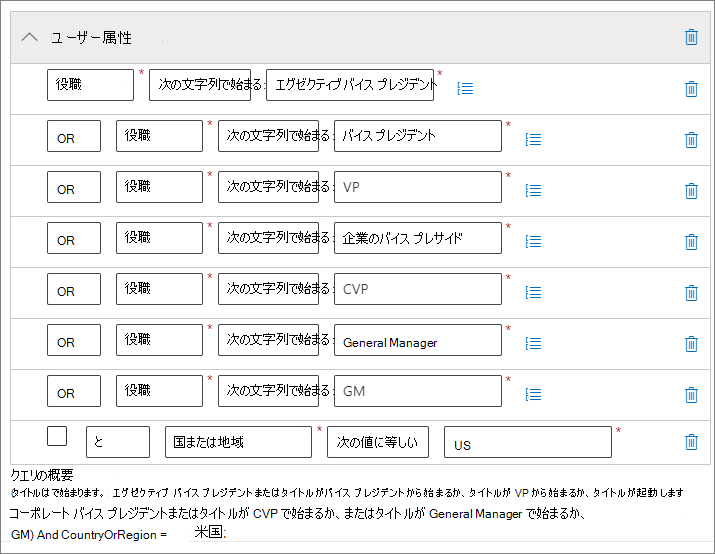 ユーザー属性
役職 * 次の文字列で始まる: エグゼクティブ バイス プレジデント *
OR 役職 * 次の文字列で始まる: バイス プレジデント *
OR 役職 * 次の文字列で始まる: VP *
OR 役職 * 次の文字列で始まる: 企業のバイス プレサイド *
OR 役職 * 次の文字列で始まる: CVP *
OR 役職 * 次の文字列で始まる: General Manager *
OR 役職 * 次の文字列で始まる: GM *
と 国または地域 * 次の値に等しい US *
クエリの概要
(タイトルは で始まります。 エグゼクティブ バイス プレジデントまたはタイトルがバイス プレジデントから始まるか、タイトルが VP から始まるか、タイトルが起動します
コーポレート バイス プレジデントまたはタイトルが CVP で始まるか、またはタイトルが General Manager で始まるか、
GM) And CountryOrRegion = 米国;